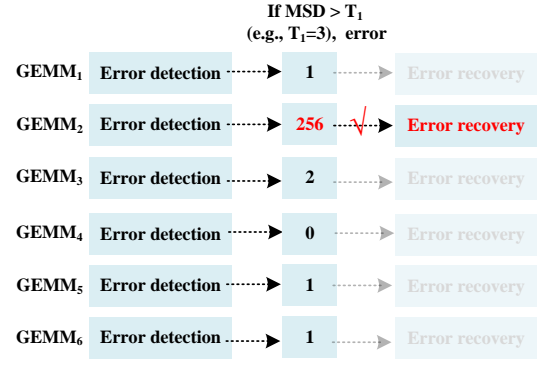 If MSD > T₁
(e.g., T₁=3), error
GEMM₁ Error detection 1 Error recovery
GEMM₂ Error detection 256 √ Error recovery
GEMM₃ Error detection 2 Error recovery
GEMM₄ Error detection 0 Error recovery
GEMM₅ Error detection 1 Error recovery
GEMM₆ Error detection 1 Error recovery